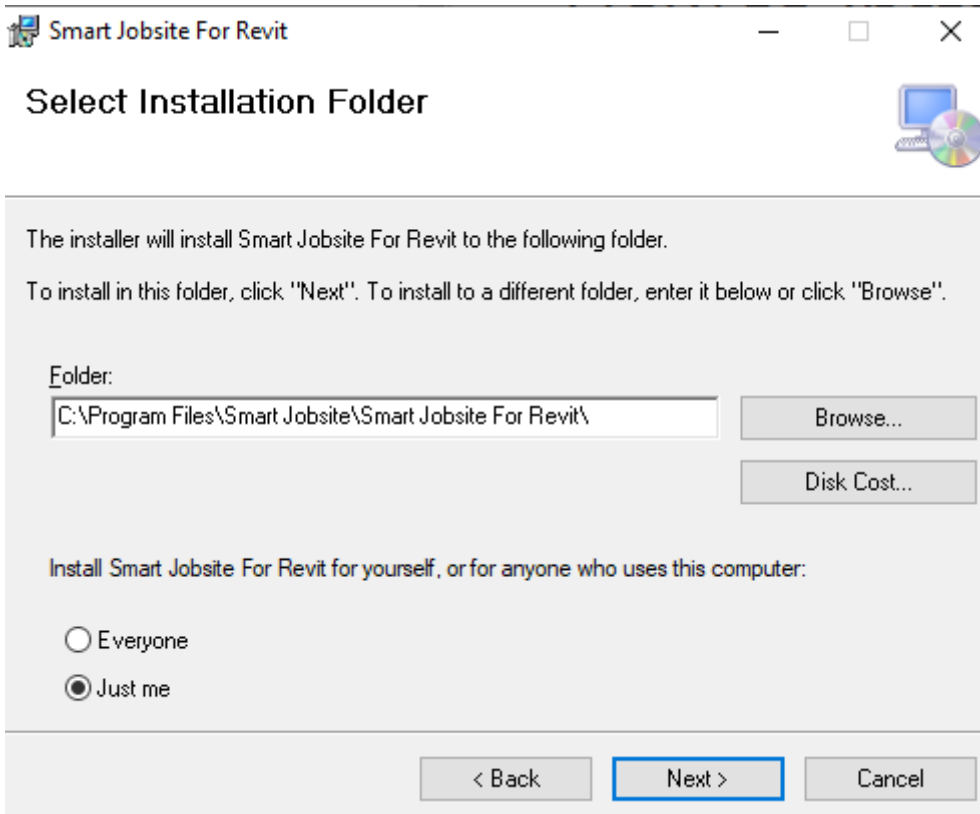 Smart Jobsite For Revit
Select Installation Folder
The installer will install Smart Jobsite For Revit to the following folder.
To install in this folder, click "Next". To install to a different folder, enter it below or click "Browse".
Folder:
C:\Program Files\Smart Jobsite\Smart Jobsite For Revit\
Browse...
Disk Cost...
Install Smart Jobsite For Revit for yourself, or for anyone who uses this computer:
Everyone
Just me
< Back
Next >
Cancel